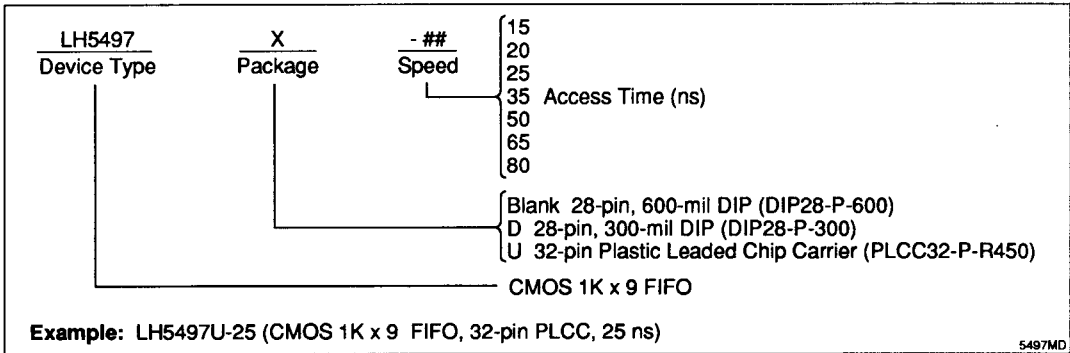 LH5497 X - ##
Device Type Package Speed
15
20
25
35 Access Time (ns)
50
65
80
Blank 28-pin, 600-mil DIP (DIP28-P-600)
D 28-pin, 300-mil DIP (DIP28-P-300)
U 32-pin Plastic Leaded Chip Carrier (PLCC32-P-R450)
CMOS 1K x 9 FIFO
Example: LH5497U-25 (CMOS 1K x 9 FIFO, 32-pin PLCC, 25 ns)
5497MD